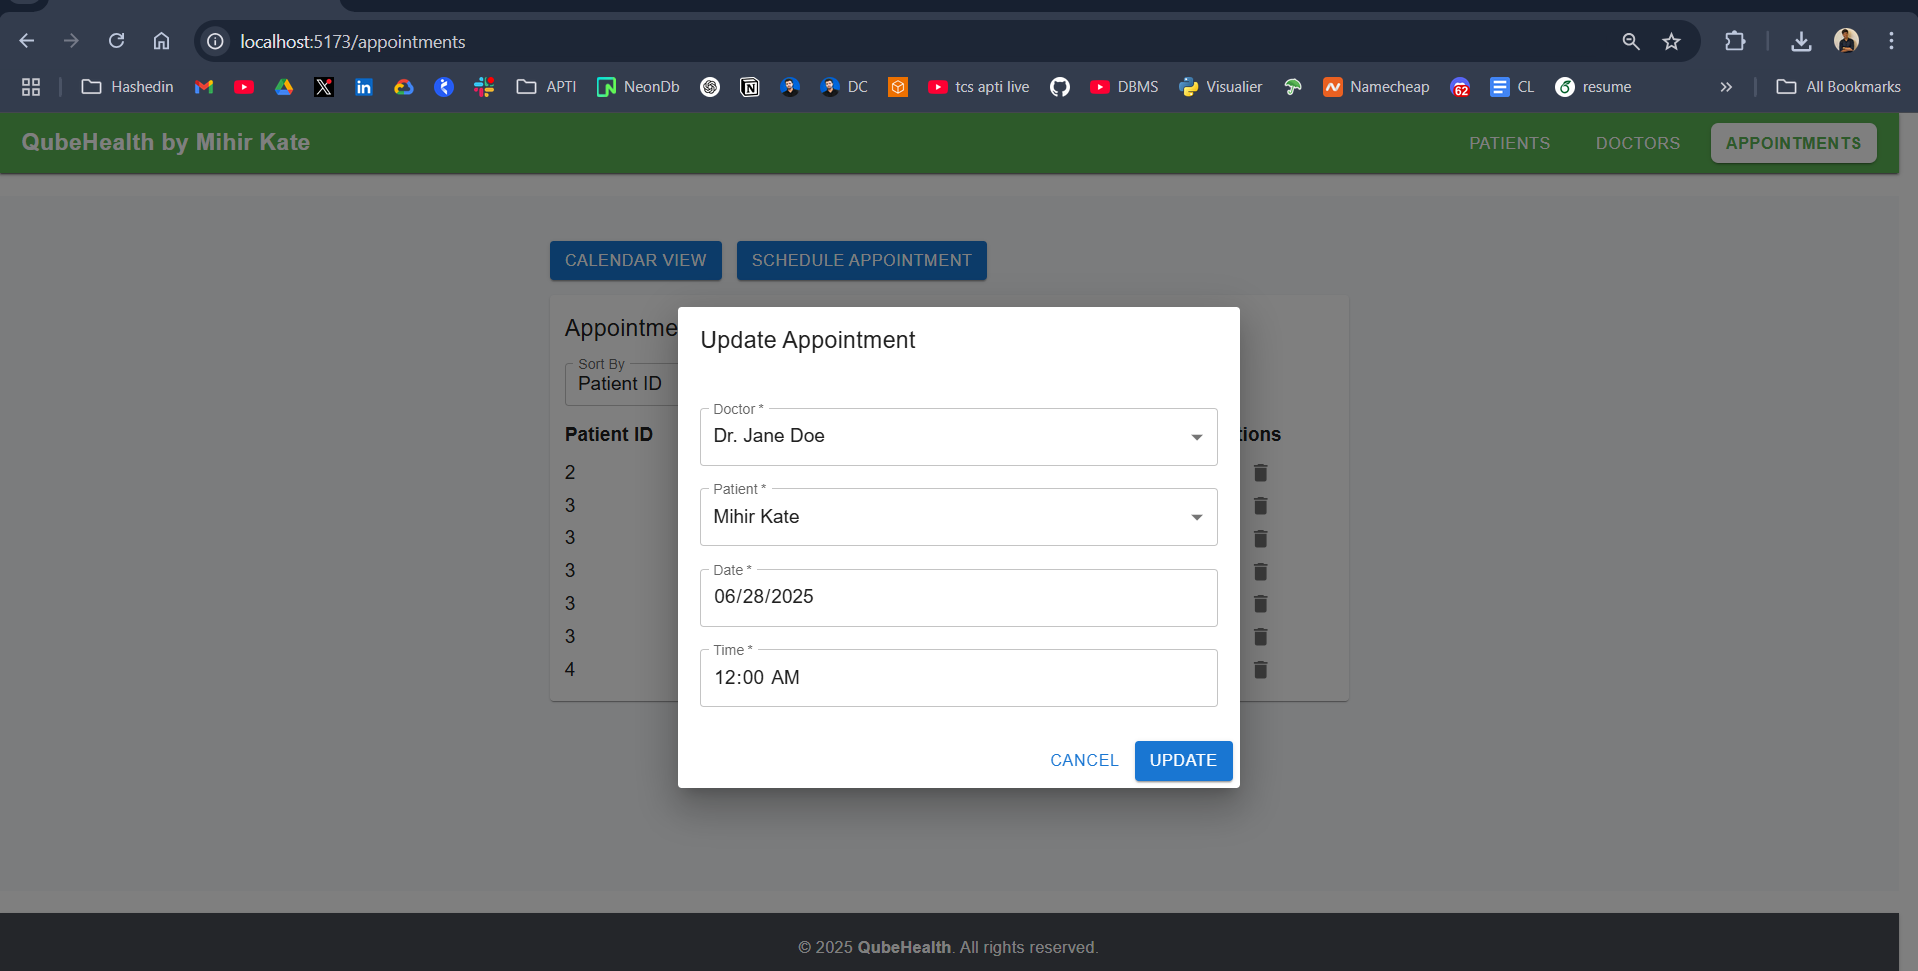 localhost:5173/appointments
Hashedin APTI NeonDb DC tcs apti live DBMS Visualier Namecheap 62 CL resume » All Bookmarks
QubeHealth by Mihir Kate
PATIENTS DOCTORS APPOINTMENTS
CALENDAR VIEW SCHEDULE APPOINTMENT
Appointme
Sort By
Patient ID
Patient ID tions
2
3
3
3
3
3
4
Update Appointment
Doctor *
Dr. Jane Doe
Patient *
Mihir Kate
Date *
06/28/2025
Time *
12:00 AM
CANCEL UPDATE
© 2025 QubeHealth. All rights reserved.